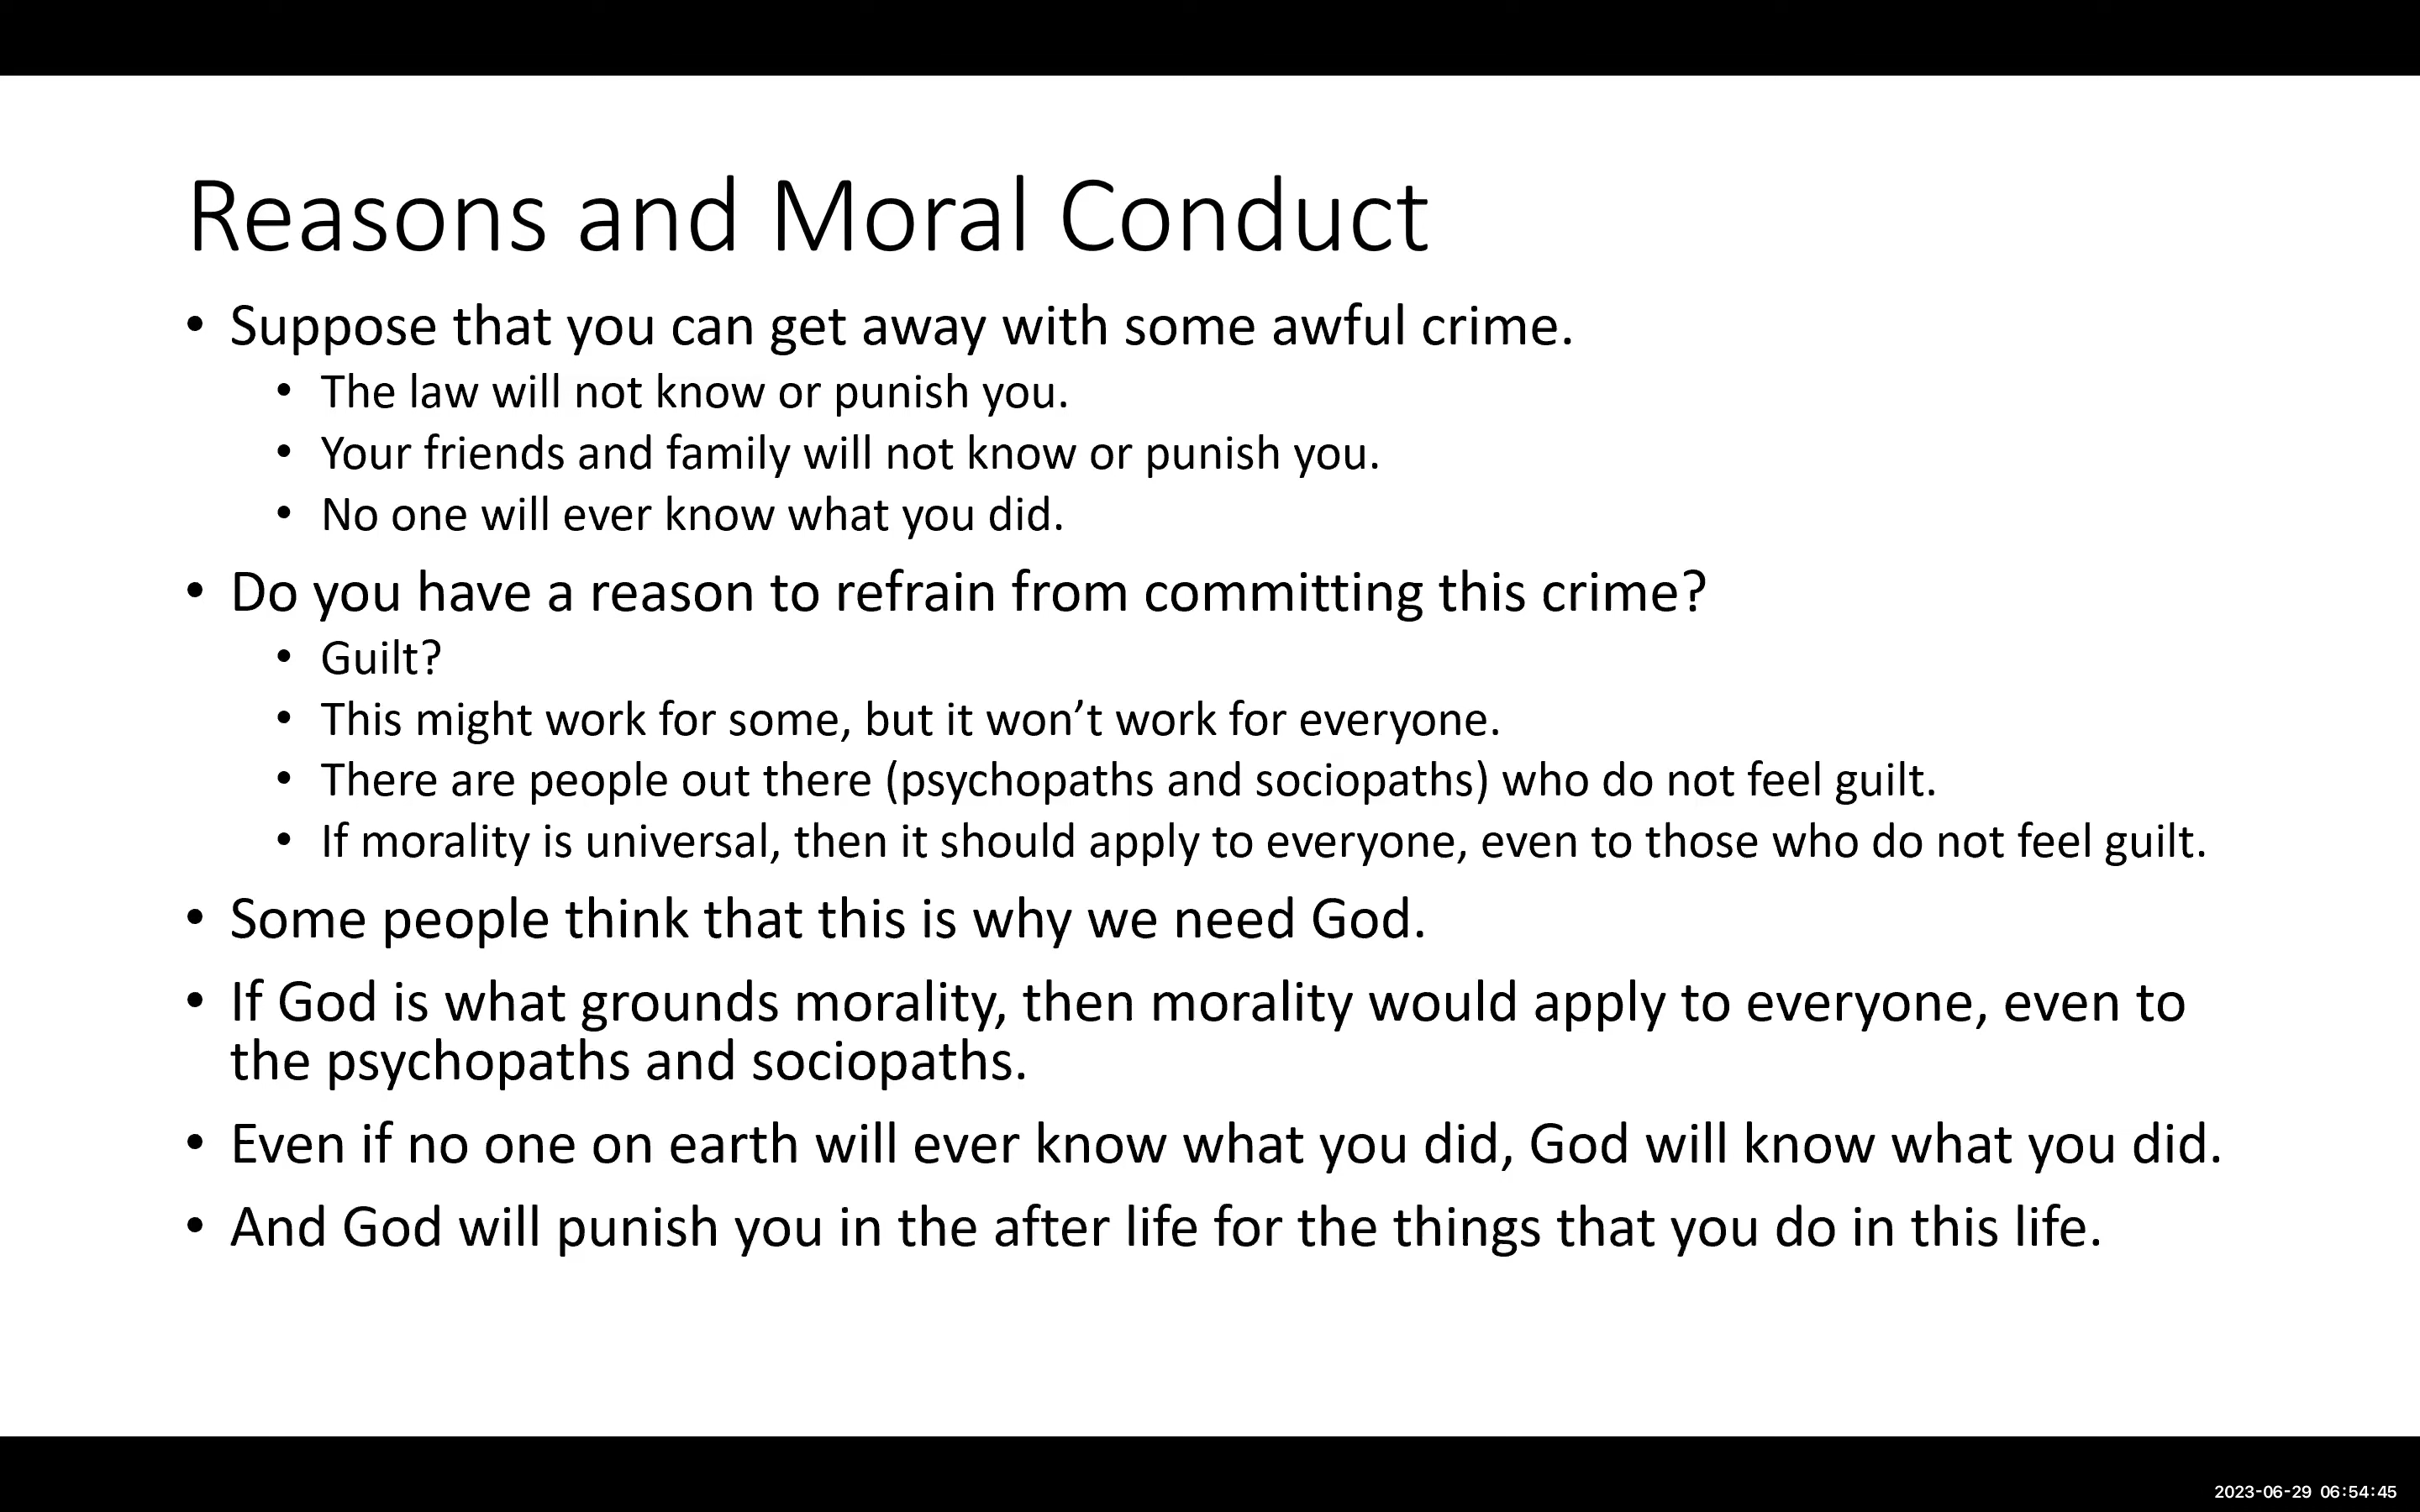 Reasons and Moral Conduct
• Suppose that you can get away with some awful crime.
• The law will not know or punish you.
• Your friends and family will not know or punish you.
• No one will ever know what you did.
• Do you have a reason to refrain from committing this crime?
• Guilt?
• This might work for some, but it won’t work for everyone.
• There are people out there (psychopaths and sociopaths) who do not feel guilt.
• If morality is universal, then it should apply to everyone, even to those who do not feel guilt.
• Some people think that this is why we need God.
• If God is what grounds morality, then morality would apply to everyone, even to
the psychopaths and sociopaths.
• Even if no one on earth will ever know what you did, God will know what you did.
• And God will punish you in the after life for the things that you do in this life.
2023-06-29 06:54:45